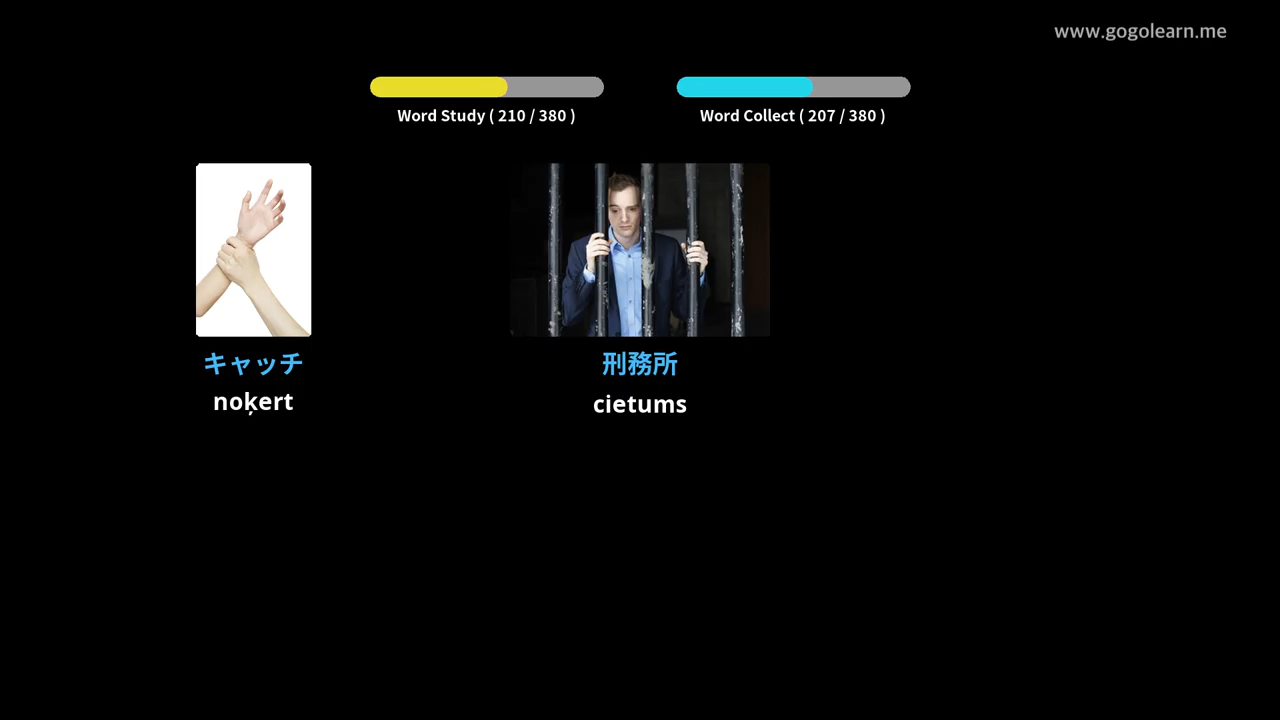 www.gogolearn.me
Word Study ( 210 / 380 )
Word Collect ( 207 / 380 )
キャッチ
noķert
刑務所
cietums